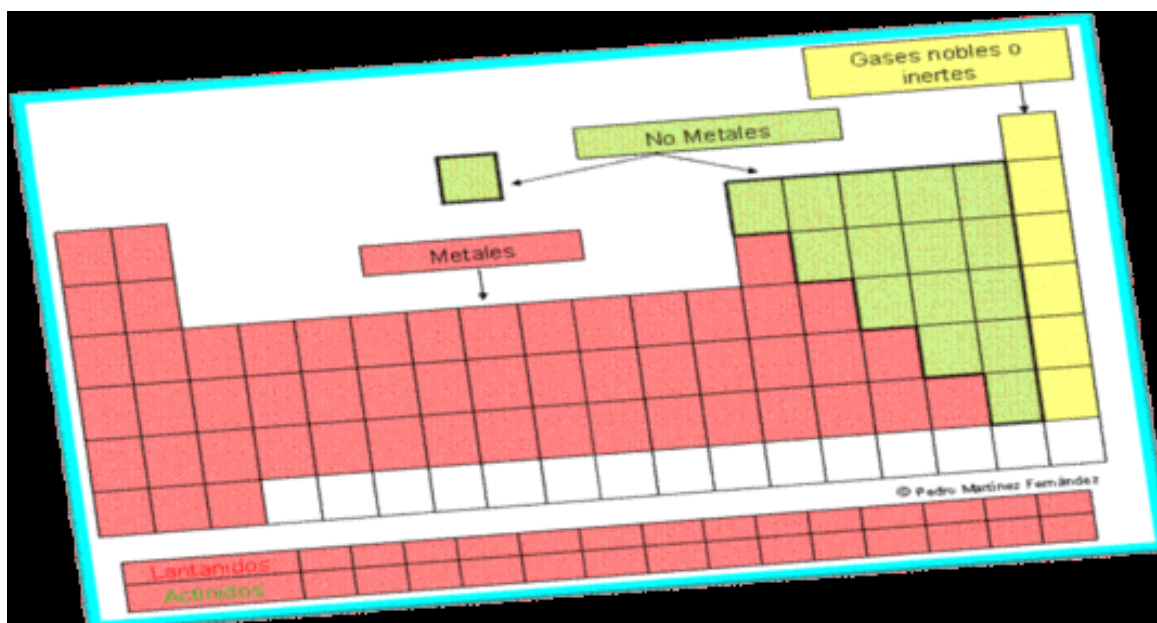 Gases nobles o
inertes
No Metales
Metales
© Pedro Martínez Fernández
Lantanidos
Actinidos